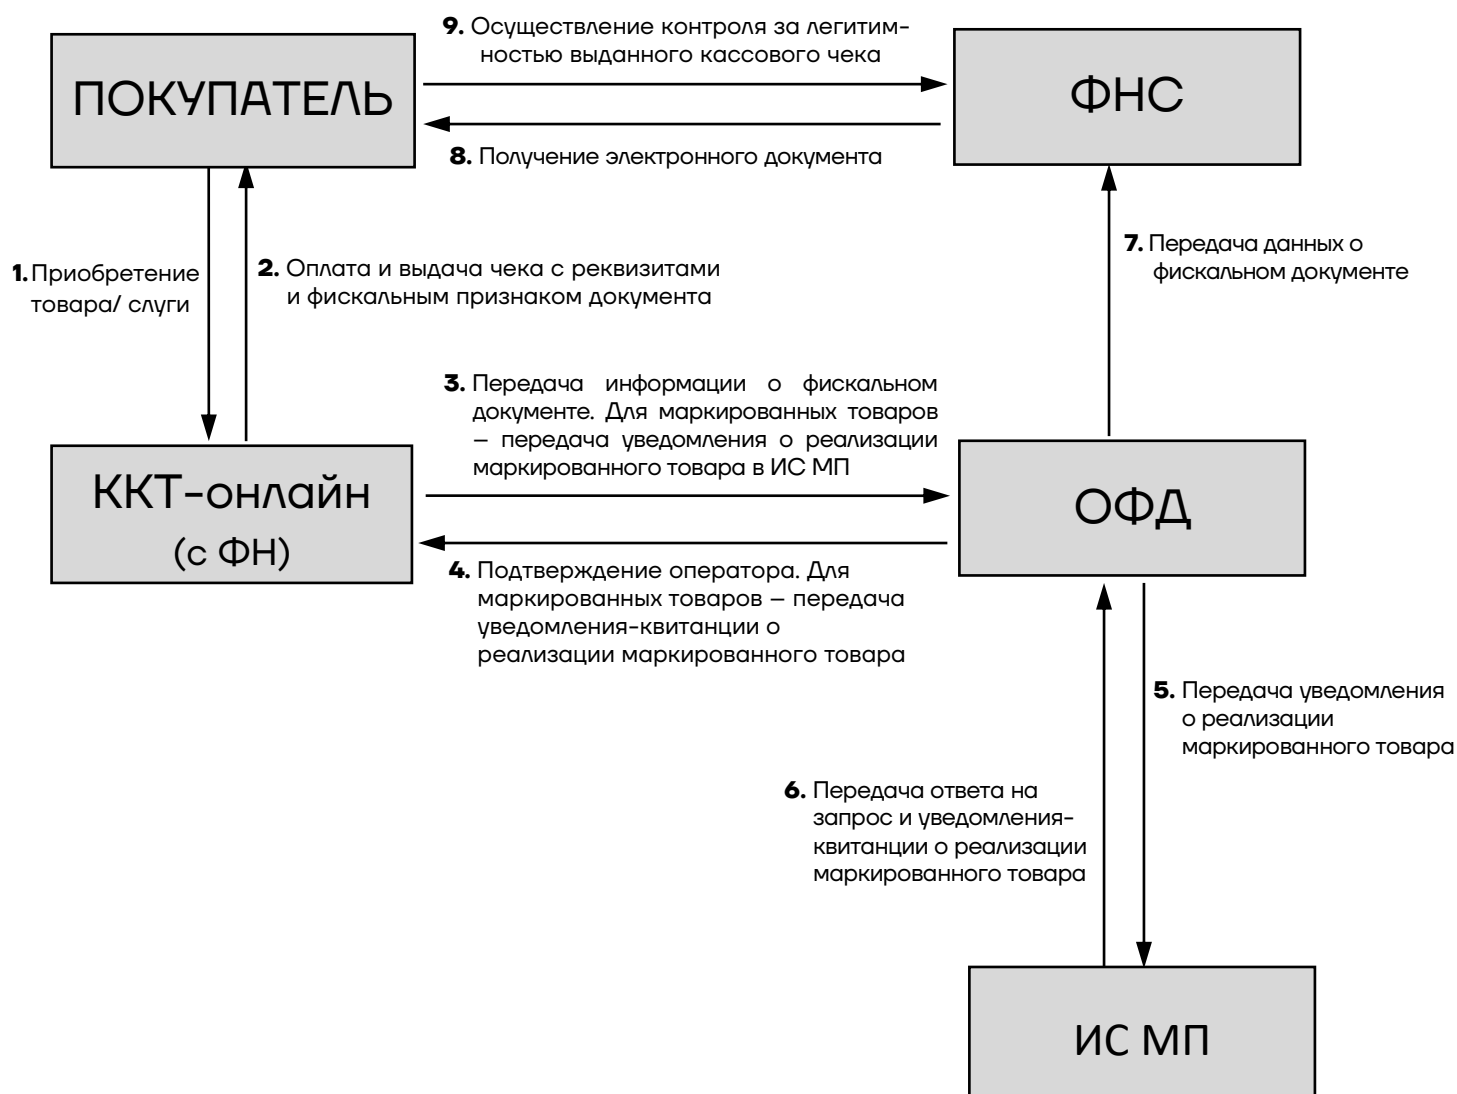 9. Осуществление контроля за легитим-
ностью выданного кассового чека
ПОКУПАТЕЛЬ
ФНС
8. Получение электронного документа
1. Приобретение
товара/ слуги
2. Оплата и выдача чека с реквизитами
и фискальным признаком документа
7. Передача данных о
фискальном документе
3. Передача информации о фискальном
документе. Для маркированных товаров
– передача уведомления о реализации
маркированного товара в ИС МП
ККТ-онлайн
(с ФН)
ОФД
4. Подтверждение оператора. Для
маркированных товаров – передача
уведомления-квитанции о
реализации маркированного товара
5. Передача уведомления
о реализации
маркированного товара
6. Передача ответа на
запрос и уведомления-
квитанции о реализации
маркированного товара
ИС МП